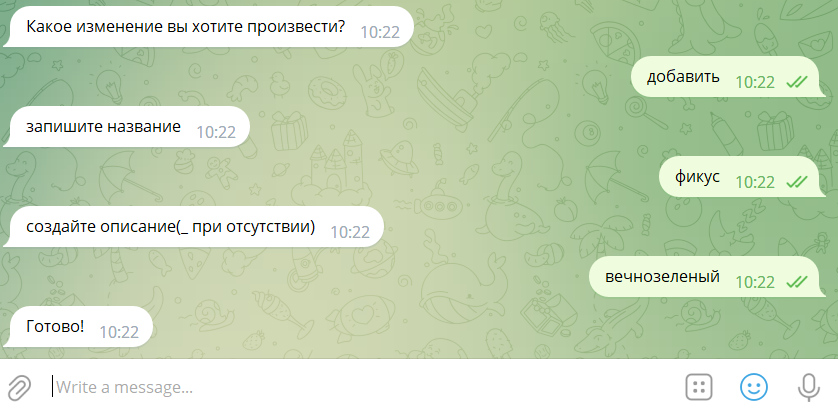 Какое изменение вы хотите произвести? 10:22
добавить 10:22
запишите название 10:22
фикус 10:22
создайте описание(_ при отсутствии) 10:22
вечнозеленый 10:22
Готово! 10:22
Write a message...